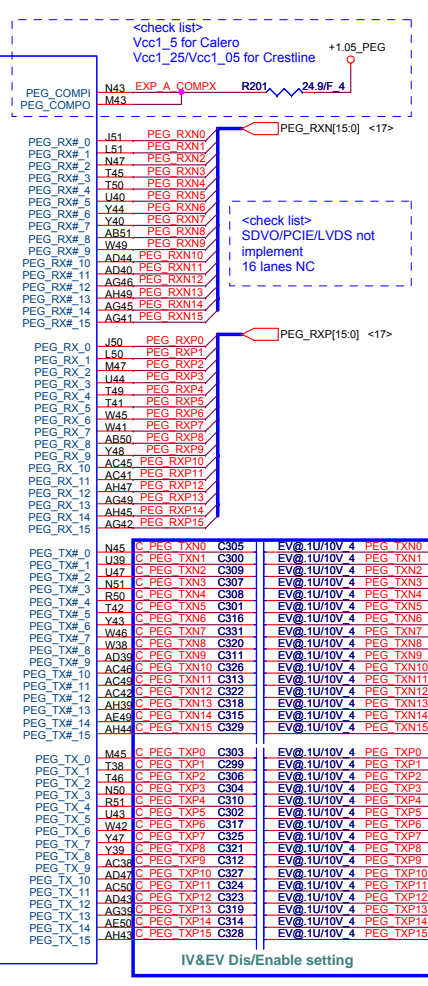 <check list>
Vcc1_5 for Calero
Vcc1_25/Vcc1_05 for Crestline
+1.05_PEG
PEG_COMPI N43 EXP_A_COMPX R201 24.9/F_4
PEG_COMPO M43
PEG_RXN[15:0] <17>
PEG_RX#_0 J51 PEG_RXN0
PEG_RX#_1 L51 PEG_RXN1
PEG_RX#_2 N47 PEG_RXN2
PEG_RX#_3 T45 PEG_RXN3
PEG_RX#_4 T50 PEG_RXN4
PEG_RX#_5 U40 PEG_RXN5
PEG_RX#_6 Y44 PEG_RXN6
PEG_RX#_7 Y40 PEG_RXN7
PEG_RX#_8 AB51 PEG_RXN8
PEG_RX#_9 W49 PEG_RXN9
PEG_RX#_10 AD44 PEG_RXN10
PEG_RX#_11 AD40 PEG_RXN11
PEG_RX#_12 AG46 PEG_RXN12
PEG_RX#_13 AH49 PEG_RXN13
PEG_RX#_14 AG45 PEG_RXN14
PEG_RX#_15 AG41 PEG_RXN15
<check list>
SDVO/PCIE/LVDS not
implement
16 lanes NC
PEG_RXP[15:0] <17>
PEG_RX_0 J50 PEG_RXP0
PEG_RX_1 L50 PEG_RXP1
PEG_RX_2 M47 PEG_RXP2
PEG_RX_3 U44 PEG_RXP3
PEG_RX_4 T49 PEG_RXP4
PEG_RX_5 T41 PEG_RXP5
PEG_RX_6 W45 PEG_RXP6
PEG_RX_7 W41 PEG_RXP7
PEG_RX_8 AB50 PEG_RXP8
PEG_RX_9 Y48 PEG_RXP9
PEG_RX_10 AC45 PEG_RXP10
PEG_RX_11 AC41 PEG_RXP11
PEG_RX_12 AH47 PEG_RXP12
PEG_RX_13 AG49 PEG_RXP13
PEG_RX_14 AH45 PEG_RXP14
PEG_RX_15 AG42 PEG_RXP15
PEG_TX#_0 N45 C_PEG_TXN0 C305 EV@.1U/10V_4 PEG_TXN0
PEG_TX#_1 U39 C_PEG_TXN1 C300 EV@.1U/10V_4 PEG_TXN1
PEG_TX#_2 U47 C_PEG_TXN2 C309 EV@.1U/10V_4 PEG_TXN2
PEG_TX#_3 N51 C_PEG_TXN3 C307 EV@.1U/10V_4 PEG_TXN3
PEG_TX#_4 R50 C_PEG_TXN4 C308 EV@.1U/10V_4 PEG_TXN4
PEG_TX#_5 T42 C_PEG_TXN5 C301 EV@.1U/10V_4 PEG_TXN5
PEG_TX#_6 Y43 C_PEG_TXN6 C316 EV@.1U/10V_4 PEG_TXN6
PEG_TX#_7 W46 C_PEG_TXN7 C331 EV@.1U/10V_4 PEG_TXN7
PEG_TX#_8 W38 C_PEG_TXN8 C320 EV@.1U/10V_4 PEG_TXN8
PEG_TX#_9 AD39 C_PEG_TXN9 C311 EV@.1U/10V_4 PEG_TXN9
PEG_TX#_10 AC46 C_PEG_TXN10 C326 EV@.1U/10V_4 PEG_TXN10
PEG_TX#_11 AC49 C_PEG_TXN11 C313 EV@.1U/10V_4 PEG_TXN11
PEG_TX#_12 AC42 C_PEG_TXN12 C322 EV@.1U/10V_4 PEG_TXN12
PEG_TX#_13 AH39 C_PEG_TXN13 C318 EV@.1U/10V_4 PEG_TXN13
PEG_TX#_14 AE49 C_PEG_TXN14 C315 EV@.1U/10V_4 PEG_TXN14
PEG_TX#_15 AH44 C_PEG_TXN15 C329 EV@.1U/10V_4 PEG_TXN15
PEG_TX_0 M45 C_PEG_TXP0 C303 EV@.1U/10V_4 PEG_TXP0
PEG_TX_1 T38 C_PEG_TXP1 C299 EV@.1U/10V_4 PEG_TXP1
PEG_TX_2 T46 C_PEG_TXP2 C306 EV@.1U/10V_4 PEG_TXP2
PEG_TX_3 N50 C_PEG_TXP3 C304 EV@.1U/10V_4 PEG_TXP3
PEG_TX_4 R51 C_PEG_TXP4 C310 EV@.1U/10V_4 PEG_TXP4
PEG_TX_5 U43 C_PEG_TXP5 C302 EV@.1U/10V_4 PEG_TXP5
PEG_TX_6 W42 C_PEG_TXP6 C317 EV@.1U/10V_4 PEG_TXP6
PEG_TX_7 Y47 C_PEG_TXP7 C325 EV@.1U/10V_4 PEG_TXP7
PEG_TX_8 Y39 C_PEG_TXP8 C321 EV@.1U/10V_4 PEG_TXP8
PEG_TX_9 AC38 C_PEG_TXP9 C312 EV@.1U/10V_4 PEG_TXP9
PEG_TX_10 AD47 C_PEG_TXP10 C327 EV@.1U/10V_4 PEG_TXP10
PEG_TX_11 AC50 C_PEG_TXP11 C324 EV@.1U/10V_4 PEG_TXP11
PEG_TX_12 AD43 C_PEG_TXP12 C323 EV@.1U/10V_4 PEG_TXP12
PEG_TX_13 AG39 C_PEG_TXP13 C319 EV@.1U/10V_4 PEG_TXP13
PEG_TX_14 AE50 C_PEG_TXP14 C314 EV@.1U/10V_4 PEG_TXP14
PEG_TX_15 AH43 C_PEG_TXP15 C328 EV@.1U/10V_4 PEG_TXP15
IV&EV Dis/Enable setting